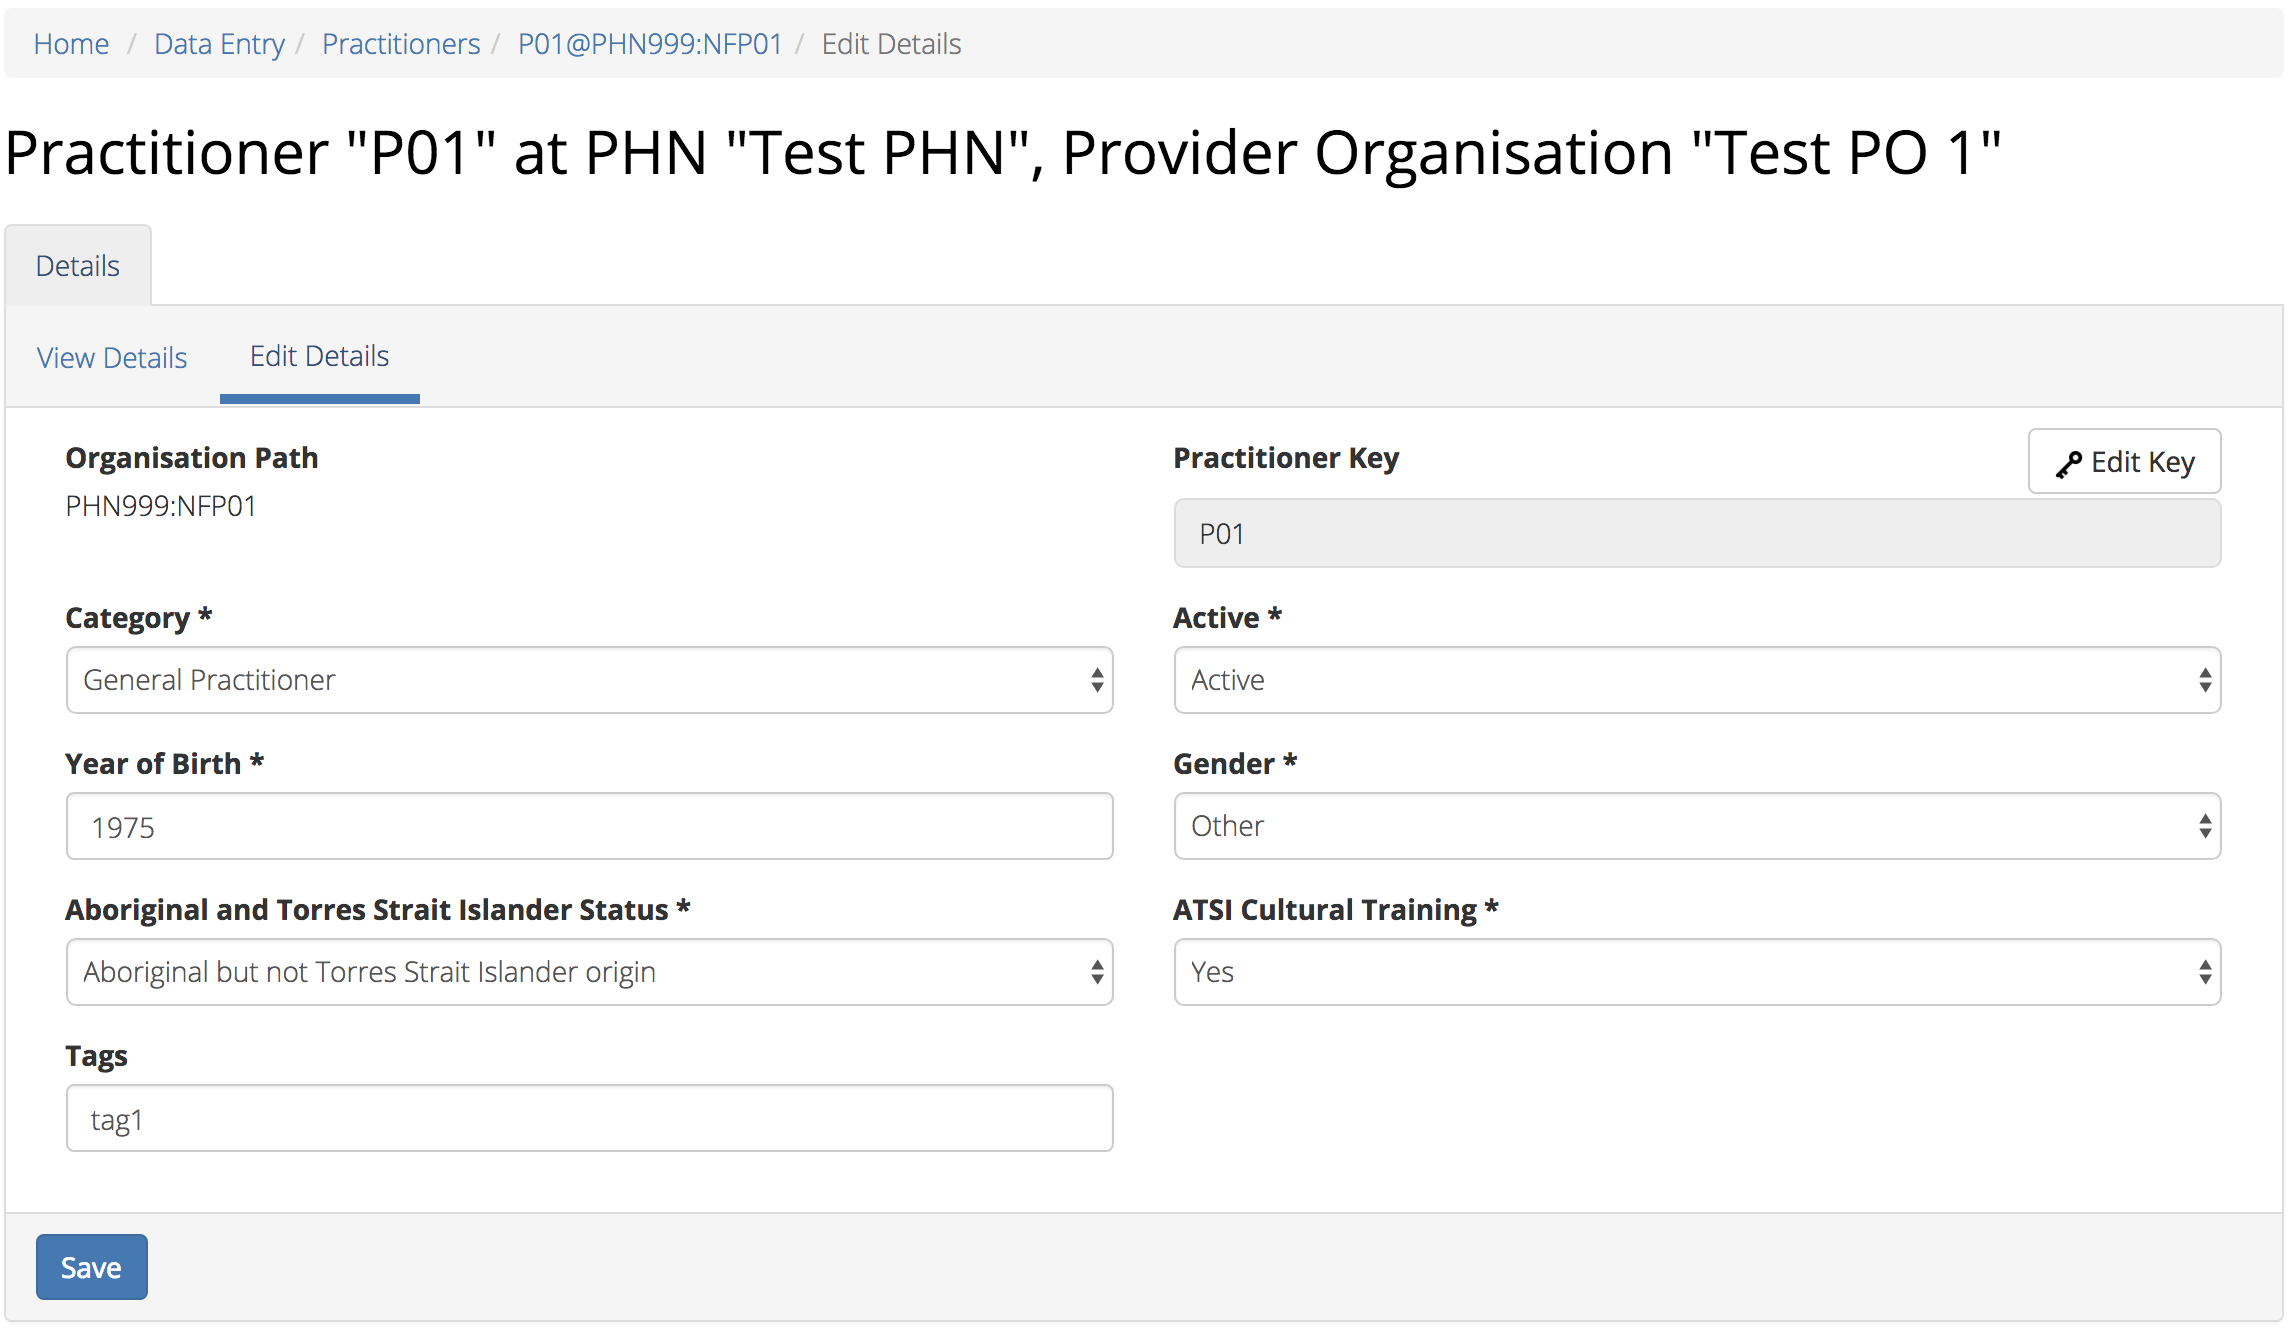 Home / Data Entry / Practitioners / P01@PHN999:NFP01 / Edit Details
Practitioner "P01" at PHN "Test PHN", Provider Organisation "Test PO 1"
Details
View Details Edit Details
Organisation Path
PHN999:NFP01
Practitioner Key
Edit Key
P01
Category *
General Practitioner
Active *
Active
Year of Birth *
1975
Gender *
Other
Aboriginal and Torres Strait Islander Status *
Aboriginal but not Torres Strait Islander origin
ATSI Cultural Training *
Yes
Tags
tag1
Save